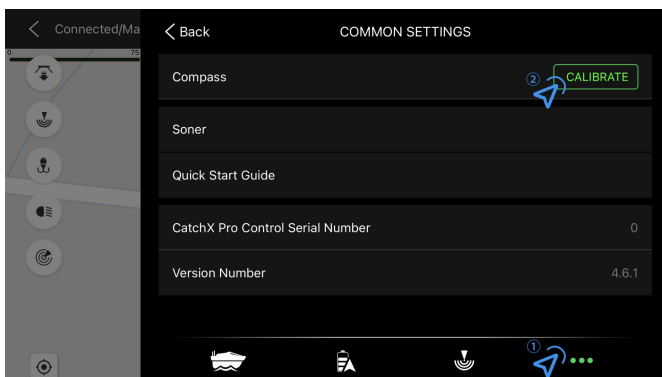 Connected/Ma
Back
COMMON SETTINGS
0
75
Compass
②
CALIBRATE
Soner
Quick Start Guide
CatchX Pro Control Serial Number
0
Version Number
4.6.1
①